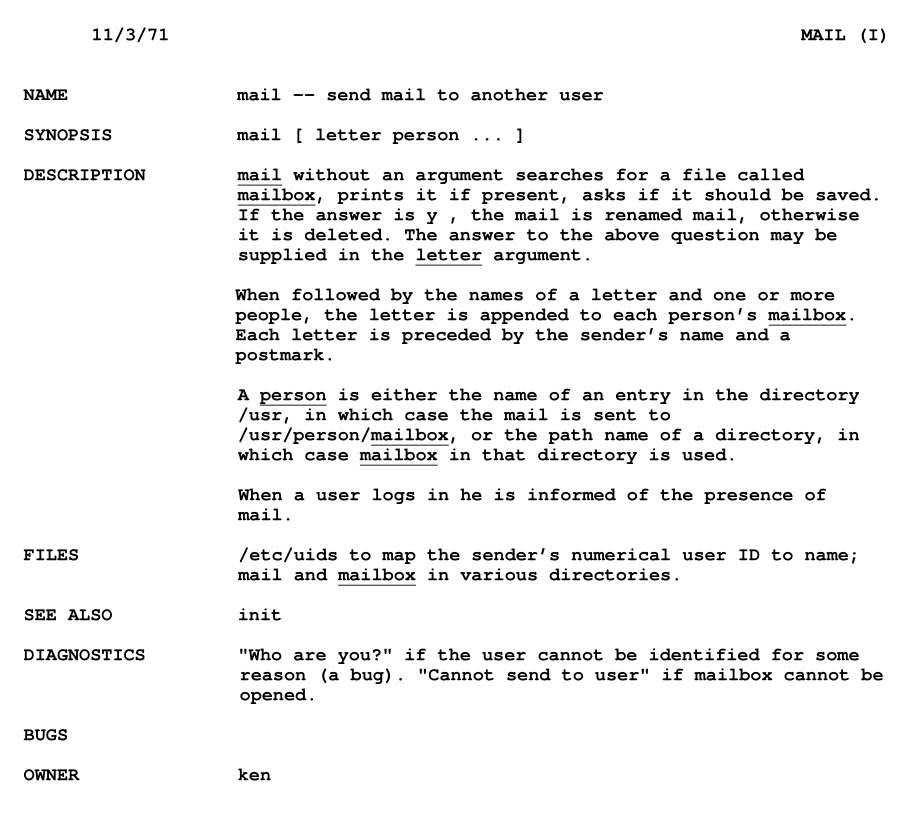 11/3/71 MAIL (I)
NAME mail -- send mail to another user
SYNOPSIS mail [ letter person ... ]
DESCRIPTION mail without an argument searches for a file called
mailbox, prints it if present, asks if it should be saved.
If the answer is y , the mail is renamed mail, otherwise
it is deleted. The answer to the above question may be
supplied in the letter argument.
When followed by the names of a letter and one or more
people, the letter is appended to each person's mailbox.
Each letter is preceded by the sender's name and a
postmark.
A person is either the name of an entry in the directory
/usr, in which case the mail is sent to
/usr/person/mailbox, or the path name of a directory, in
which case mailbox in that directory is used.
When a user logs in he is informed of the presence of
mail.
FILES /etc/uids to map the sender's numerical user ID to name;
mail and mailbox in various directories.
SEE ALSO init
DIAGNOSTICS "Who are you?" if the user cannot be identified for some
reason (a bug). "Cannot send to user" if mailbox cannot be
opened.
BUGS
OWNER ken